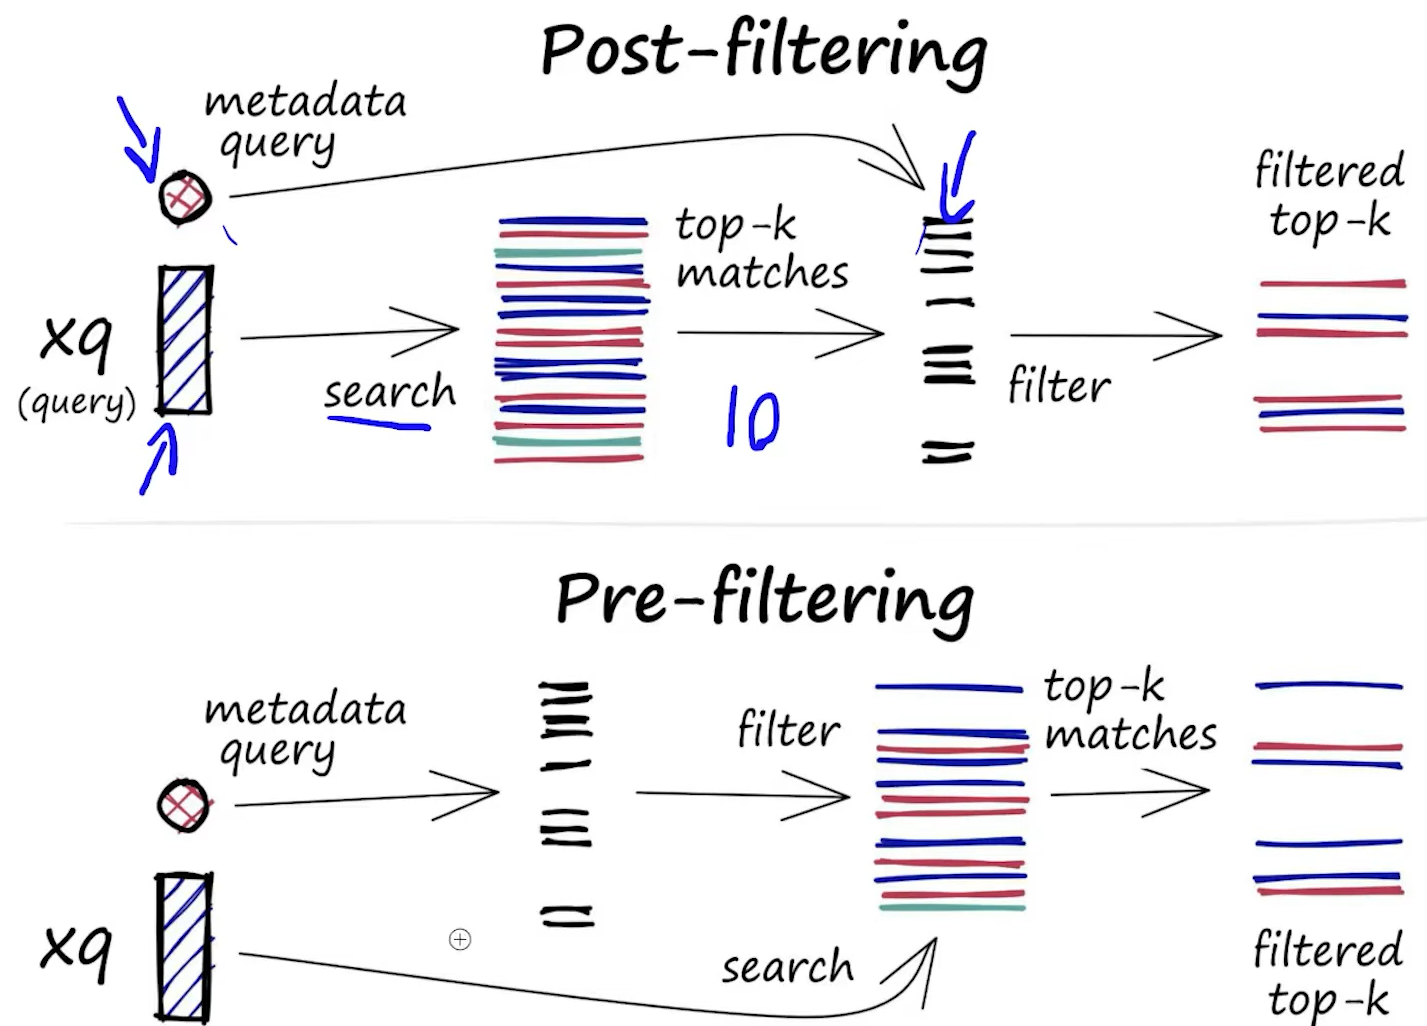 Post-filtering
metadata
query
filtered
top-k
top-k
matches
xq
(query)
search
10
filter
Pre-filtering
metadata
query
filter
top-k
matches
xq
search
filtered
top-k